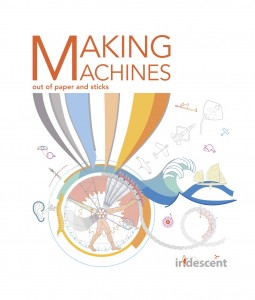 MAKING
MACHINES
out of paper and sticks
iridescent